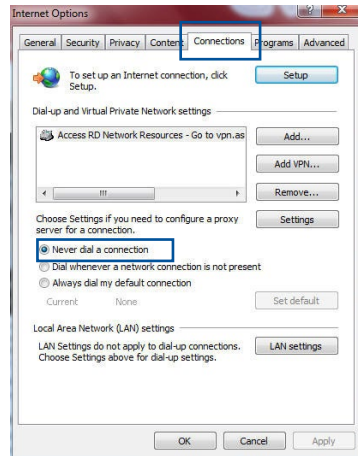 Internet Options
General Security Privacy Content Connections Programs Advanced
To set up an Internet connection, click
Setup.
Setup
Dial-up and Virtual Private Network settings
Access RD Network Resources - Go to vpn.as
Add...
Add VPN...
Remove...
Choose Settings if you need to configure a proxy
server for a connection.
Settings
Never dial a connection
Dial whenever a network connection is not present
Always dial my default connection
Current None Set default
Local Area Network (LAN) settings
LAN Settings do not apply to dial-up connections.
Choose Settings above for dial-up settings.
LAN settings
OK Cancel Apply